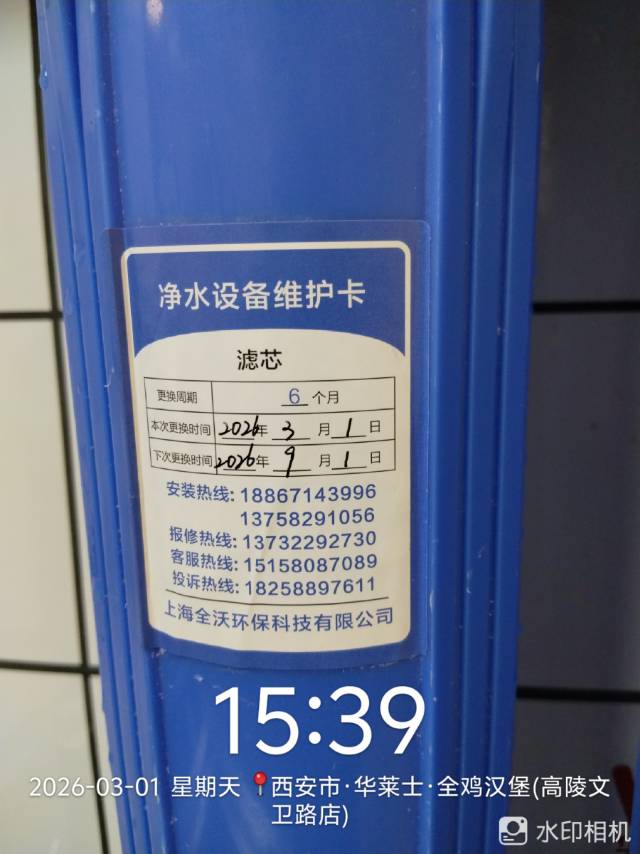 净水设备维护卡
滤芯
更换周期 6 个月
本次更换时间 2026年 3 月 1 日
下次更换时间 2026年 9 月 1 日
安装热线: 18867143996
13758291056
报修热线: 13732292730
客服热线: 15158087089
投诉热线: 18258897611
上海全沃环保科技有限公司
15:39
2026-03-01 星期天 西安市·华莱士·全鸡汉堡(高陵文
卫路店)
水印相机